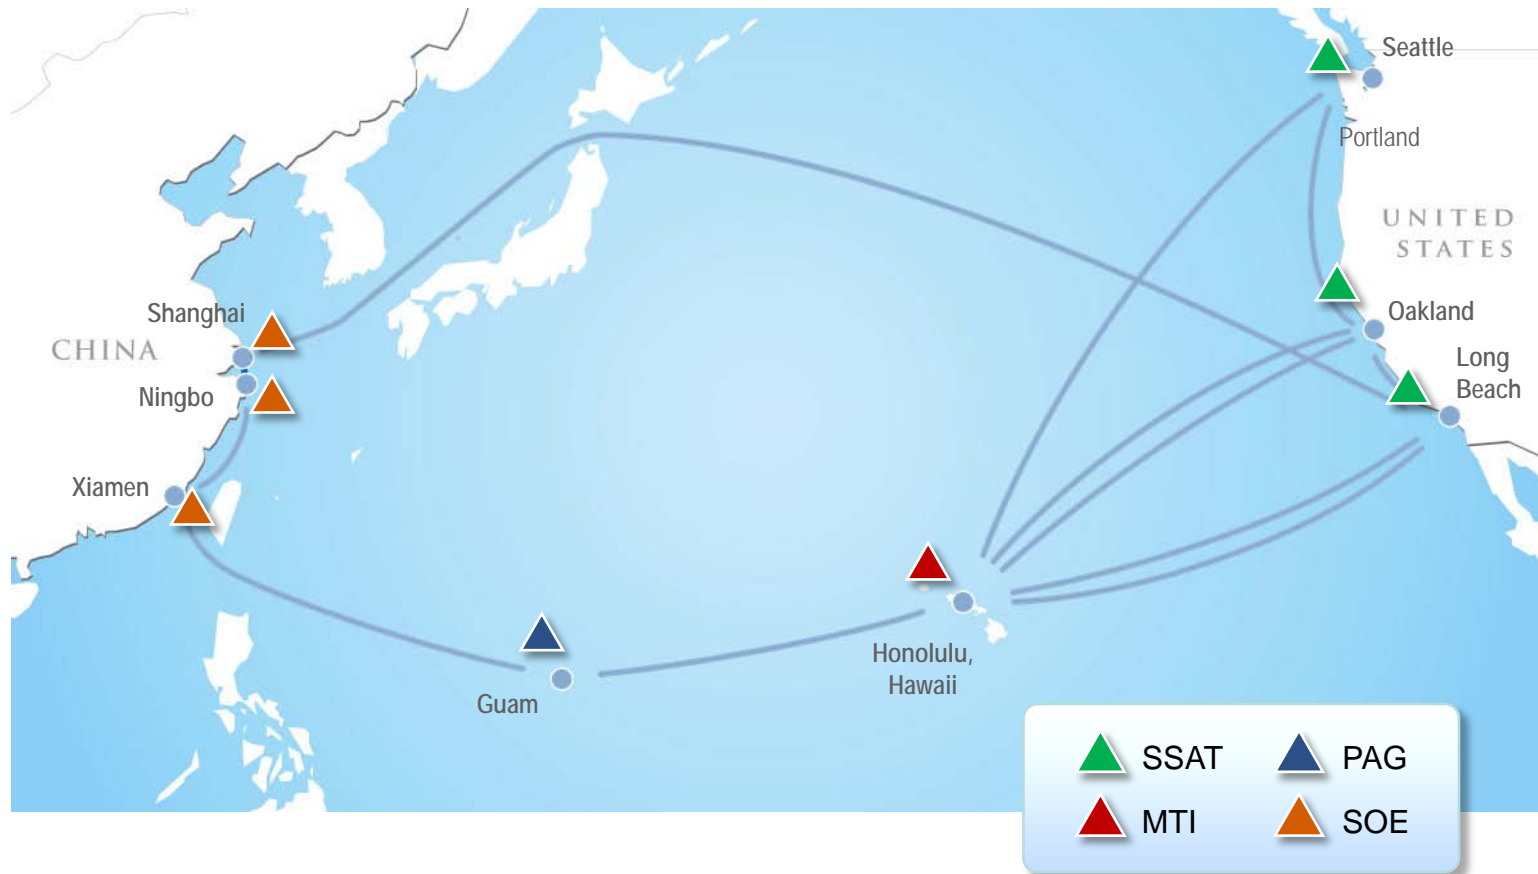 Seattle
Portland
UNITED
STATES
Shanghai
Oakland
CHINA
Long
Beach
Ningbo
Xiamen
Honolulu,
Hawaii
Guam
SSAT
PAG
MTI
SOE